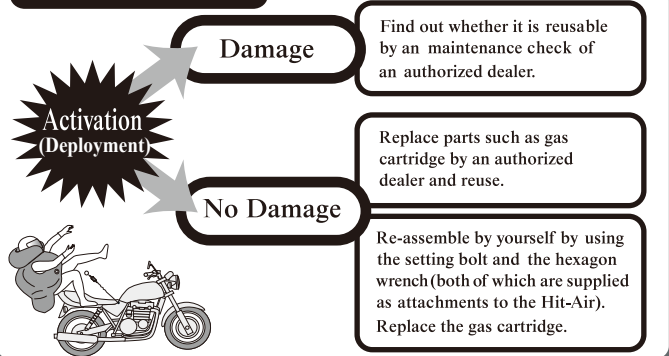 Activation
(Deployment)
Damage
Find out whether it is reusable
by an maintenance check of
an authorized dealer.
No Damage
Replace parts such as gas
cartridge by an authorized
dealer and reuse.
Re-assemble by yourself by using
the setting bolt and the hexagon
wrench(both of which are supplied
as attachments to the Hit-Air).
Replace the gas cartridge.